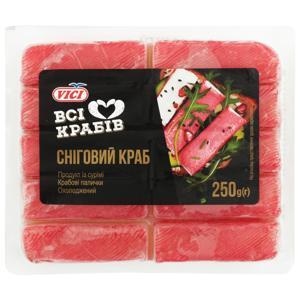 VICI
ВСІ
КРАБІВ
СНІГОВИЙ КРАБ
Продукт із сурімі
Крабові палички
Охолоджений
250g(г)